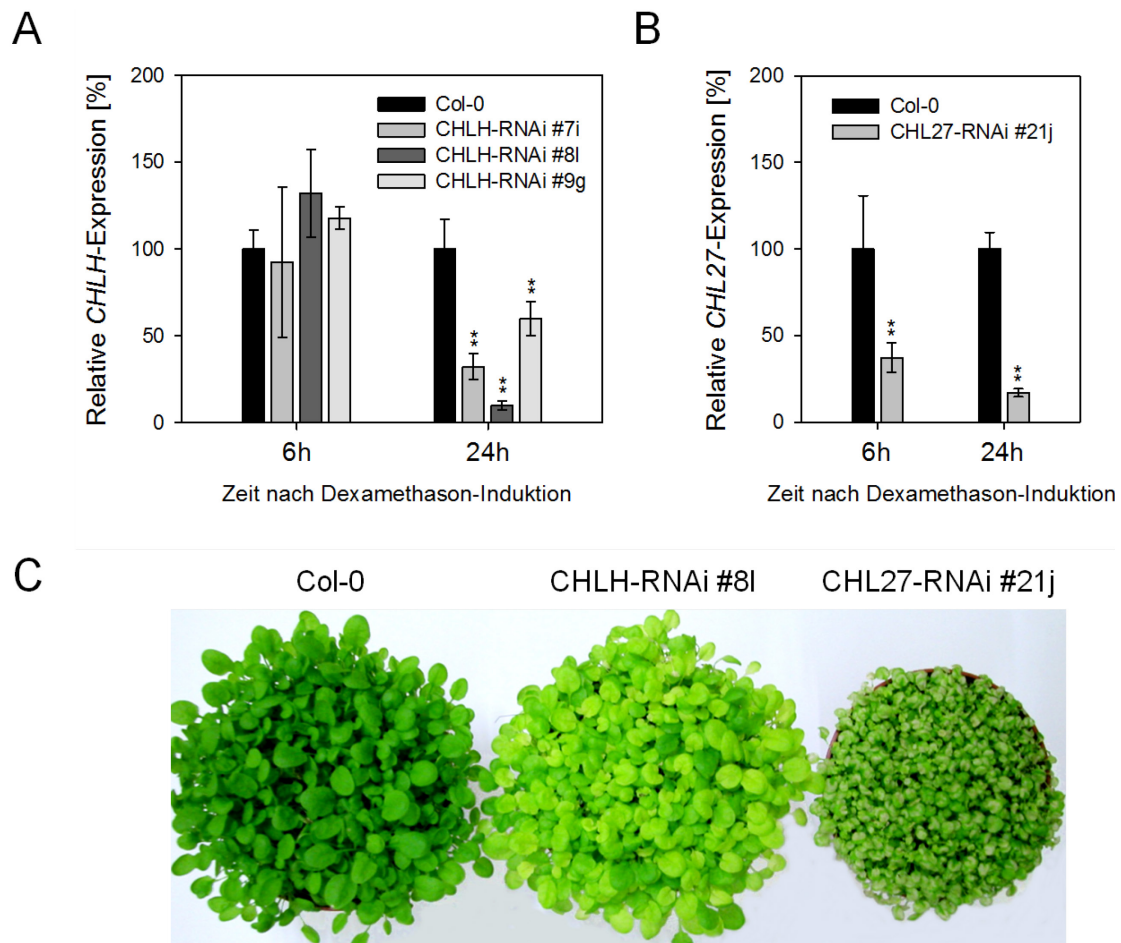 A
Relative CHLH-Expression [%]
200
150
100
50
0
Col-0
CHLH-RNAi #7i
CHLH-RNAi #8l
CHLH-RNAi #9g
**
**
**
6h
24h
Zeit nach Dexamethason-Induktion
B
Relative CHL27-Expression [%]
200
150
100
50
0
Col-0
CHL27-RNAi #21j
**
**
6h
24h
Zeit nach Dexamethason-Induktion
C
Col-0
CHLH-RNAi #8l
CHL27-RNAi #21j